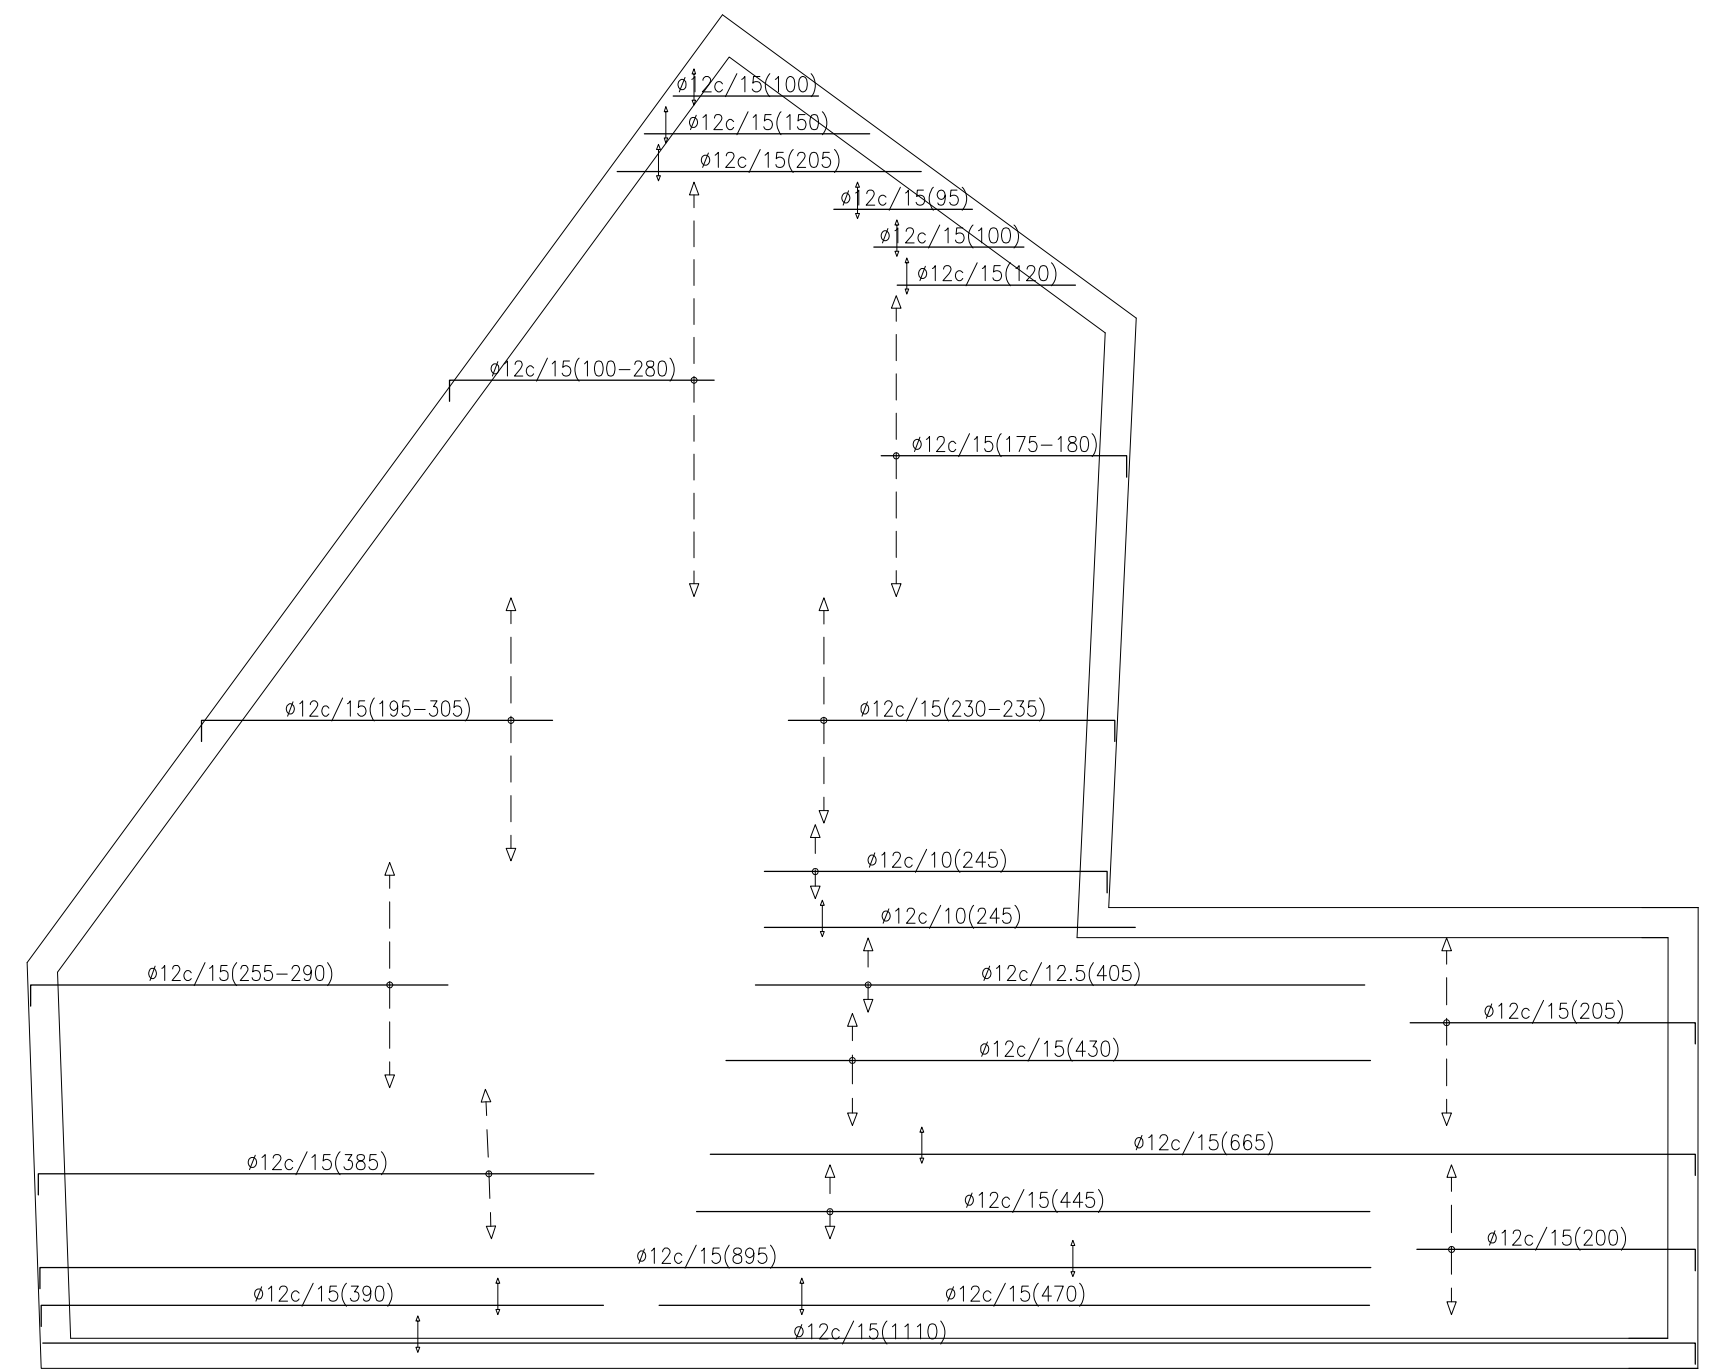 ø12c/15(100)
ø12c/15(150)
ø12c/15(205)
ø12c/15(95)
ø12c/15(100)
ø12c/15(120)
ø12c/15(100-280)
ø12c/15(175-180)
ø12c/15(195-305)
ø12c/15(230-235)
ø12c/10(245)
ø12c/10(245)
ø12c/15(255-290)
ø12c/12.5(405)
ø12c/15(205)
ø12c/15(430)
ø12c/15(665)
ø12c/15(385)
ø12c/15(445)
ø12c/15(200)
ø12c/15(895)
ø12c/15(390)
ø12c/15(470)
ø12c/15(1110)